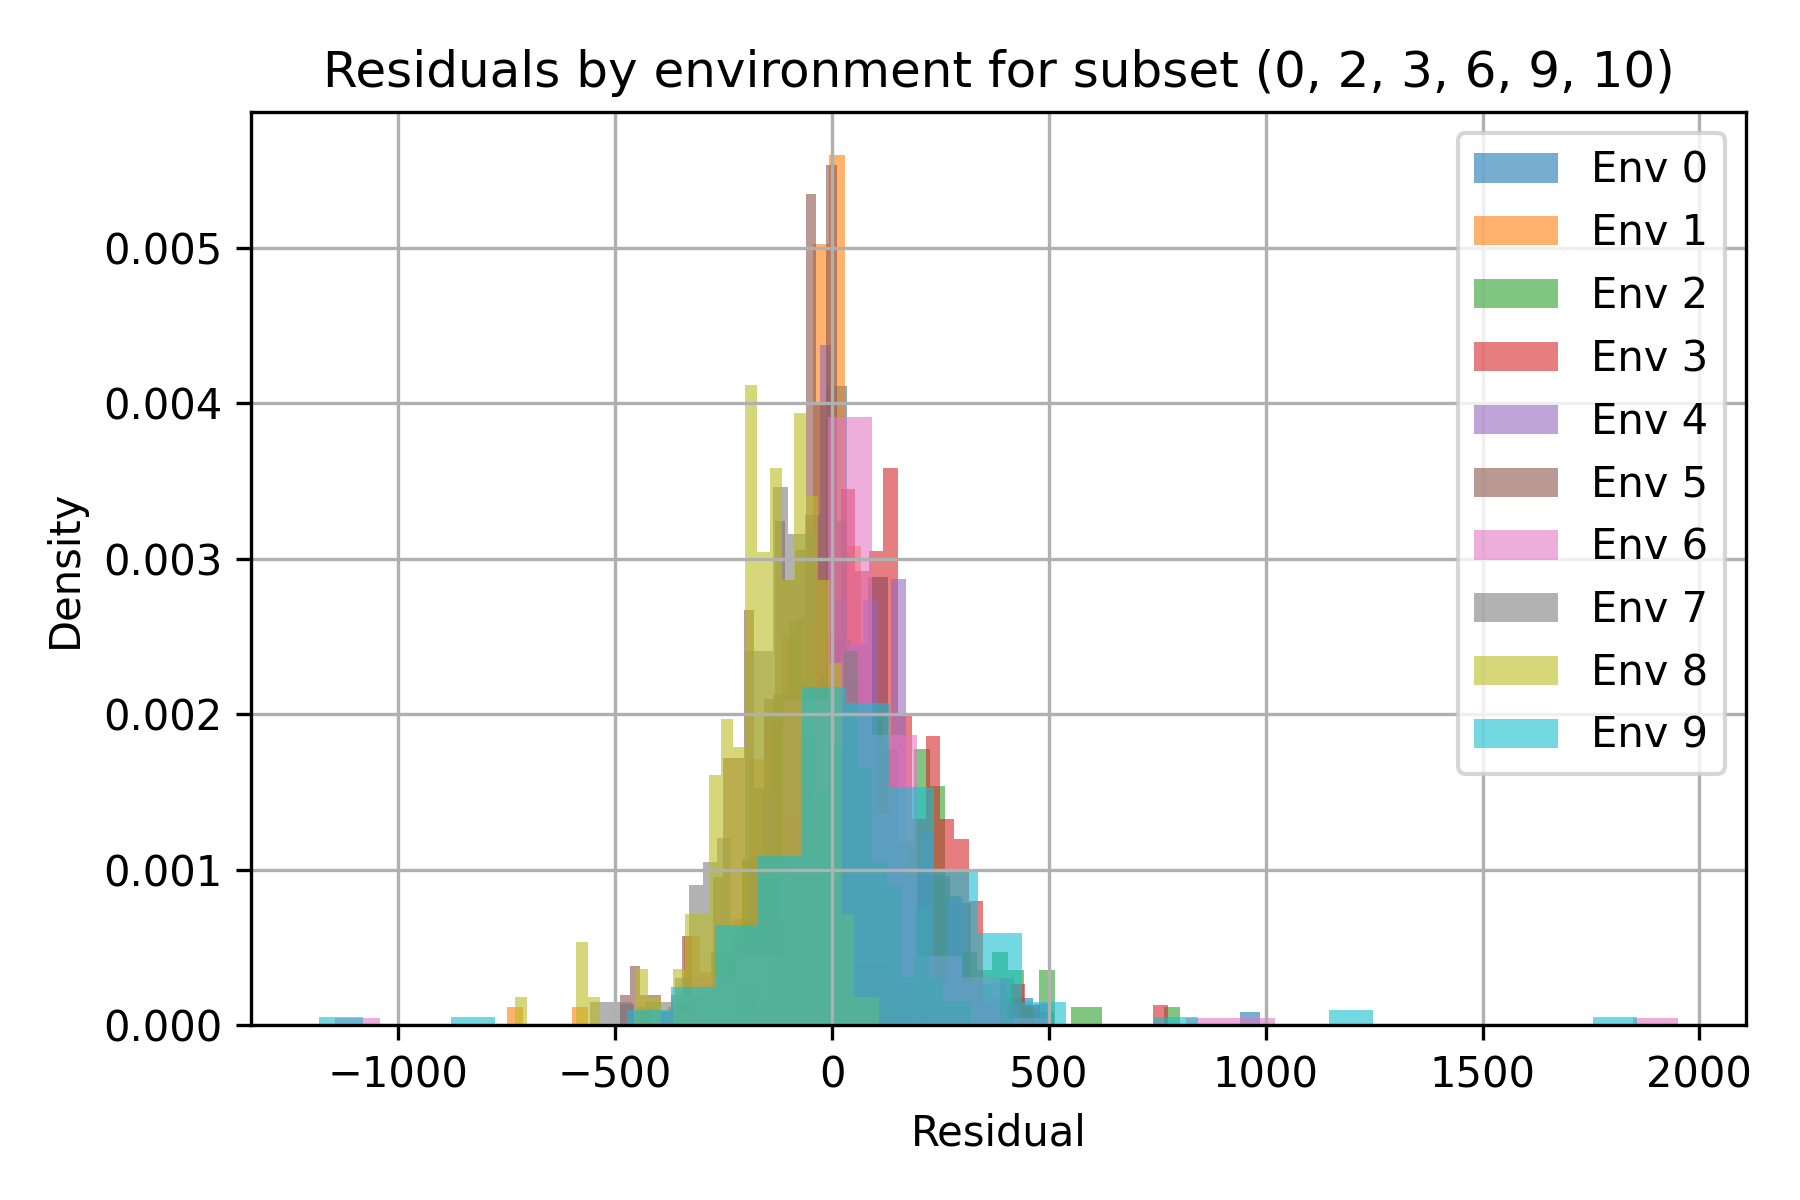 Residuals by environment for subset (0, 2, 3, 6, 9, 10)
Env 0
Env 1
Env 2
Env 3
Env 4
Env 5
Env 6
Env 7
Env 8
Env 9
Density
0.005
0.004
0.003
0.002
0.001
0.000
−1000 −500 0 500 1000 1500 2000
Residual